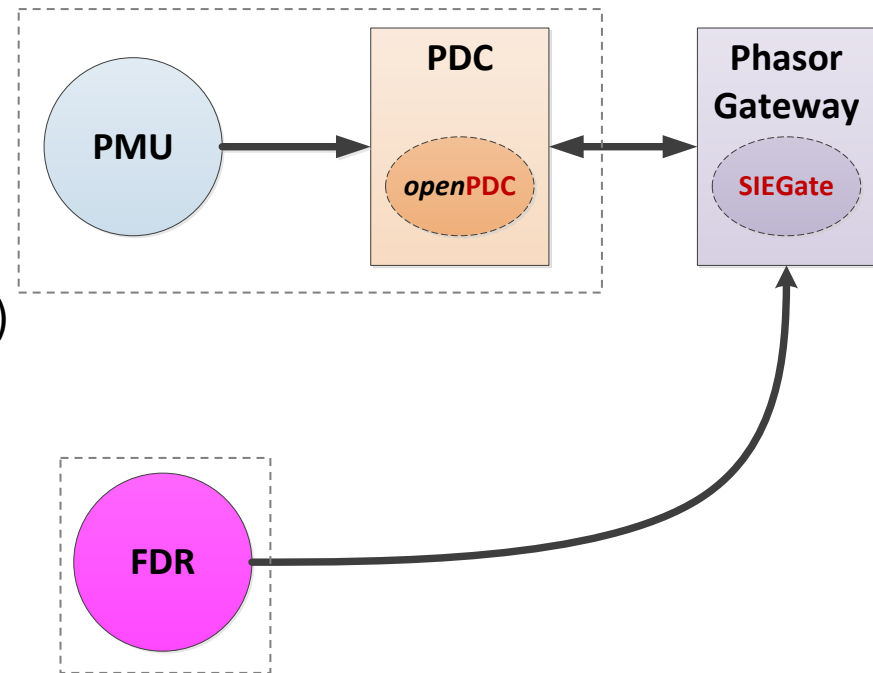 PDC
Phasor
Gateway
PMU
openPDC
SIEGate
)
FDR